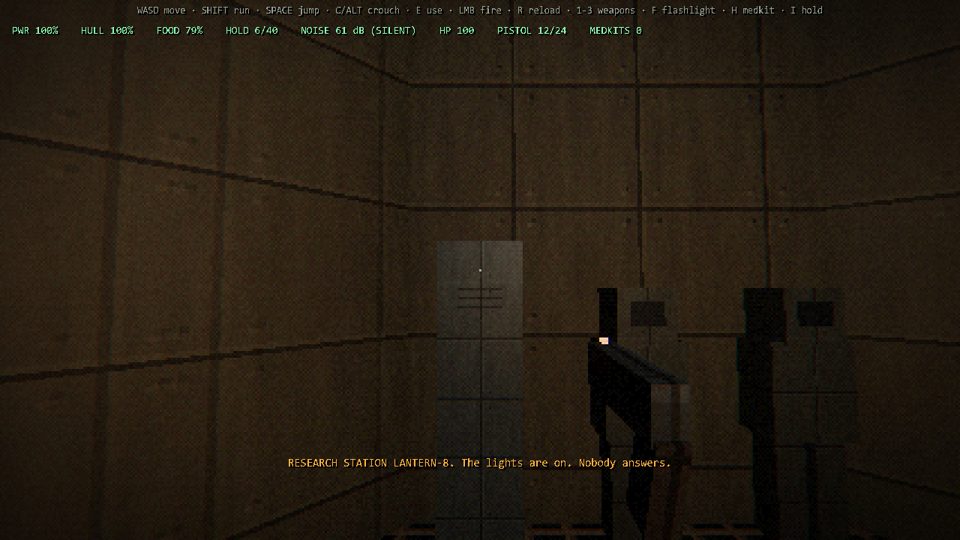 WASD move · SHIFT run · SPACE jump · C/ALT crouch · E use · LMB fire · R reload · 1-3 weapons · F flashlight · H medkit · I hold
PWR 100% HULL 100% FOOD 79% HOLD 6/40 NOISE 61 dB (SILENT) HP 100 PISTOL 12/24 MEDKITS 0
RESEARCH STATION LANTERN-8. The lights are on. Nobody answers.